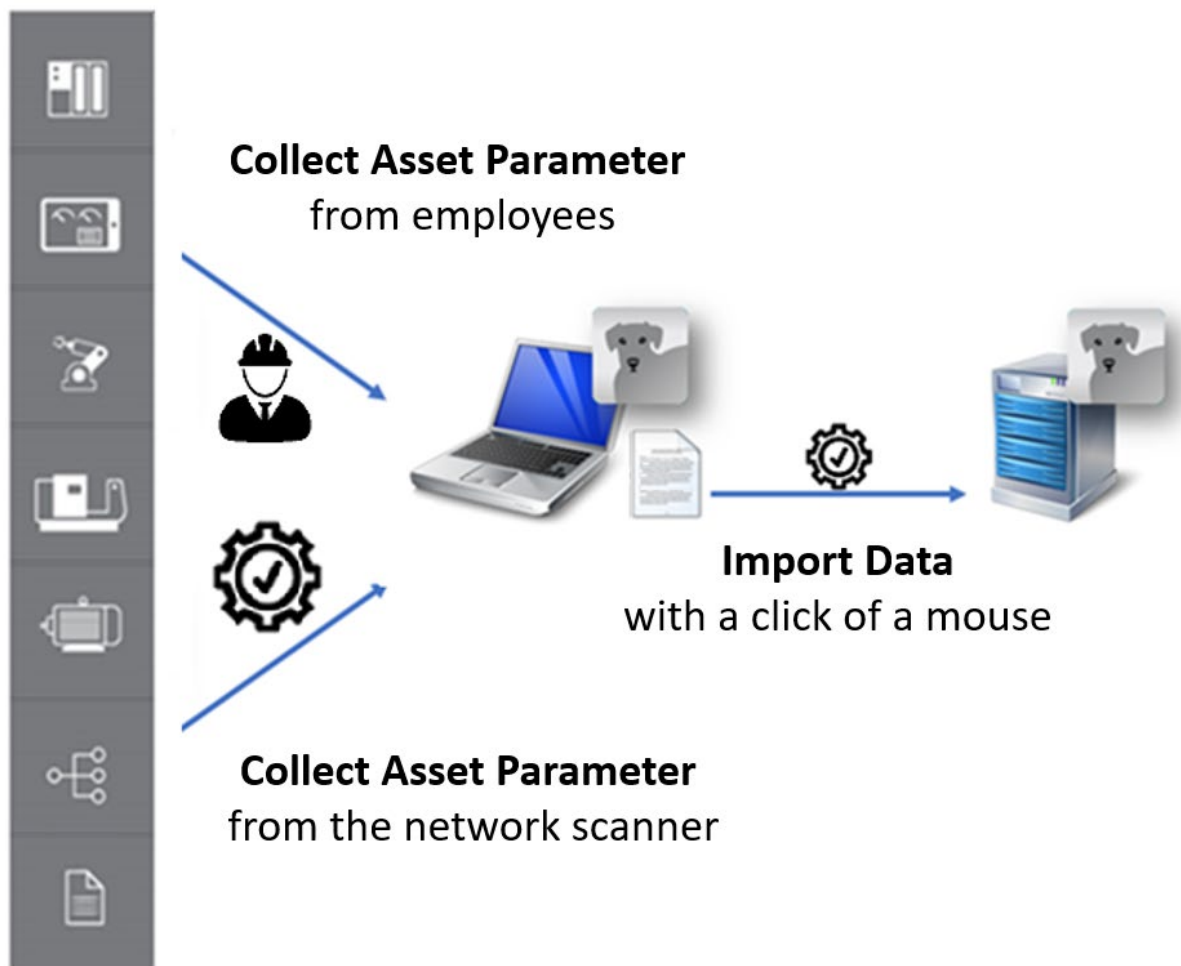 Collect Asset Parameter
from employees
Import Data
with a click of a mouse
Collect Asset Parameter
from the network scanner